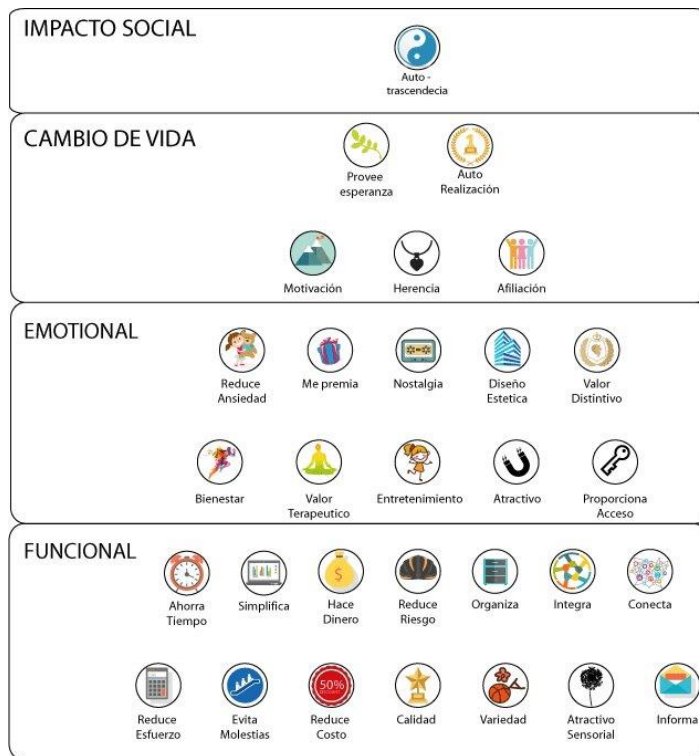 IMPACTO SOCIAL
Auto -
trascendecia
CAMBIO DE VIDA
Provee
esperanza
Auto
Realización
Motivación
Herencia
Afiliación
EMOTIONAL
Reduce
Ansiedad
Me premia
Nostalgia
Diseño
Estetica
Valor
Distintivo
Bienestar
Valor
Terapeutico
Entretenimiento
Atractivo
Proporciona
Acceso
FUNCIONAL
Ahorra
Tiempo
Simplifica
$
Hace
Dinero
Reduce
Riesgo
Organiza
Integra
Conecta
Reduce
Esfuerzo
Evita
Molestias
50%
Reduce
Costo
Calidad
Variedad
Atractivo
Sensorial
Informa